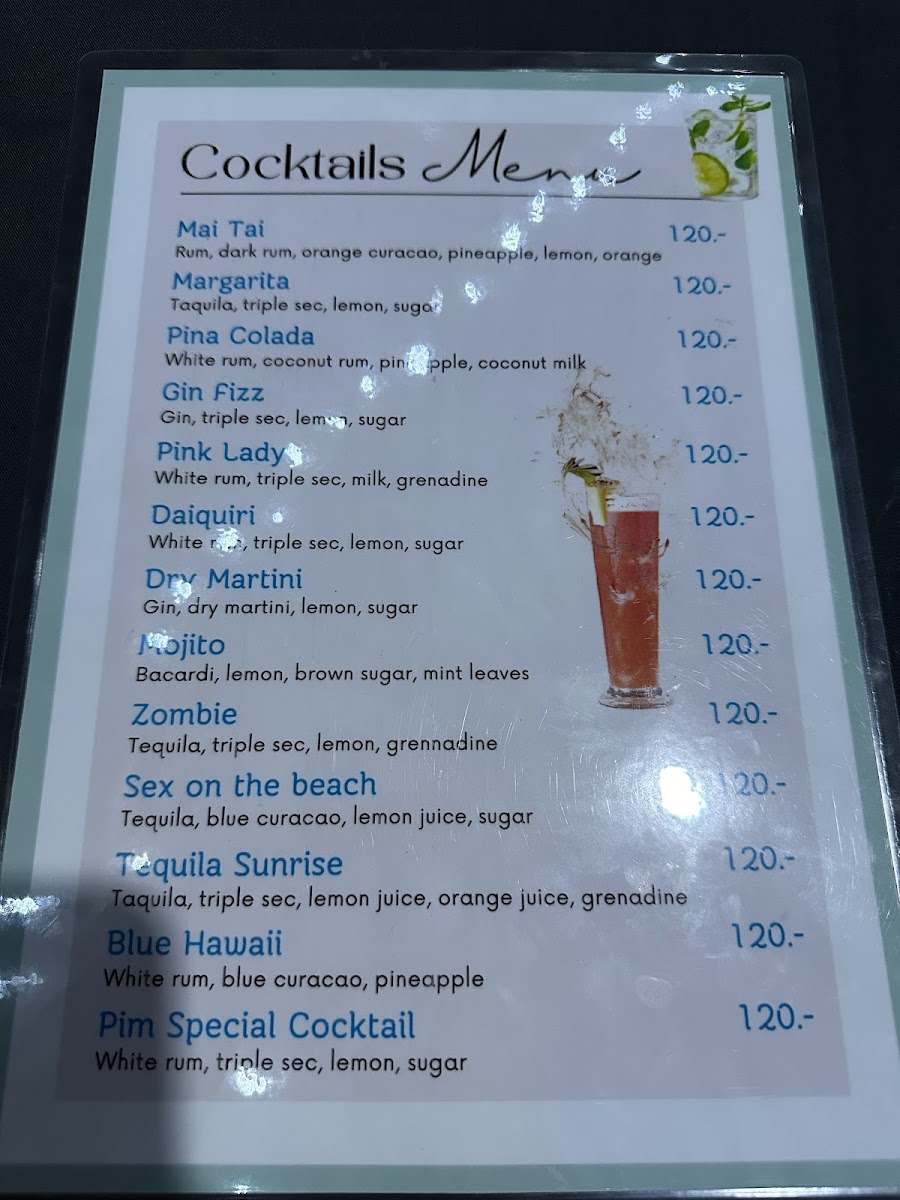 Cocktails Menu
Mai Tai 120.-
Rum, dark rum, orange curacao, pineapple, lemon, orange
Margarita 120.-
Taquila, triple sec, lemon, sugar
Pina Colada 120.-
White rum, coconut rum, pineapple, coconut milk
Gin Fizz 120.-
Gin, triple sec, lemon, sugar
Pink Lady 120.-
White rum, triple sec, milk, grenadine
Daiquiri 120.-
White rum, triple sec, lemon, sugar
Dry Martini 120.-
Gin, dry martini, lemon, sugar
Mojito 120.-
Bacardi, lemon, brown sugar, mint leaves
Zombie 120.-
Tequila, triple sec, lemon, grennadine
Sex on the beach 120.-
Tequila, blue curacao, lemon juice, sugar
Tequila Sunrise 120.-
Taquila, triple sec, lemon juice, orange juice, grenadine
Blue Hawaii 120.-
White rum, blue curacao, pineapple
Pim Special Cocktail 120.-
White rum, triple sec, lemon, sugar